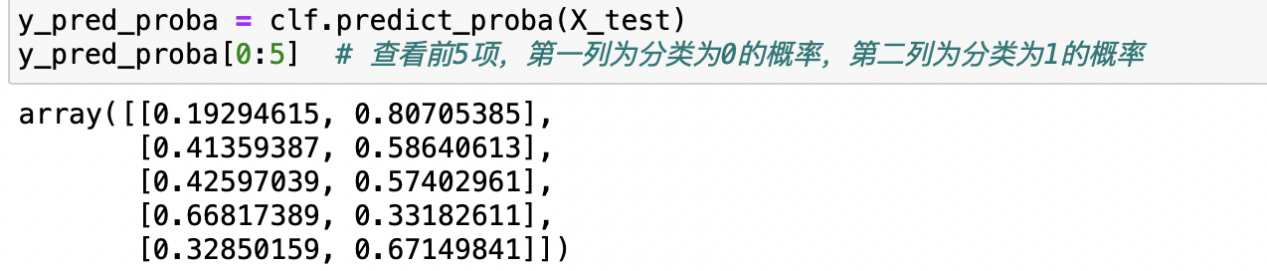 y_pred_proba = clf.predict_proba(X_test)
y_pred_proba[0:5]  # 查看前5项，第一列为分类为0的概率，第二列为分类为1的概率
array([[0.19294615, 0.80705385],
       [0.41359387, 0.58640613],
       [0.42597039, 0.57402961],
       [0.66817389, 0.33182611],
       [0.32850159, 0.67149841]])